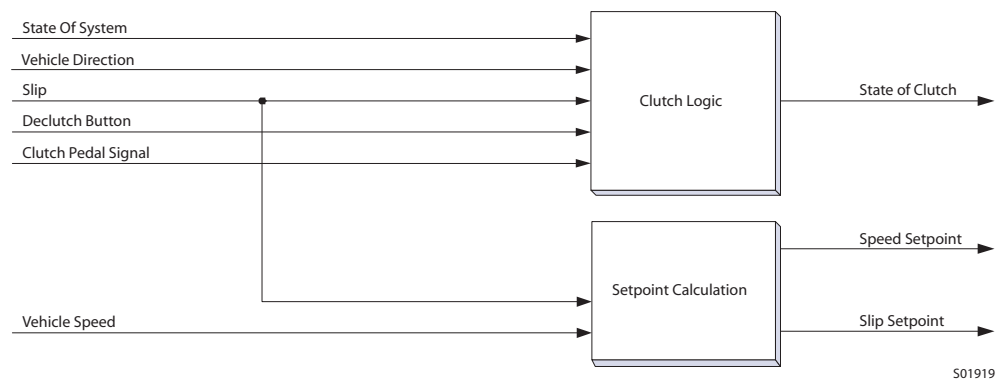 State Of System
Vehicle Direction
Slip
Declutch Button
Clutch Pedal Signal
Clutch Logic
State of Clutch
Speed Setpoint
Setpoint Calculation
Vehicle Speed
Slip Setpoint
S01919